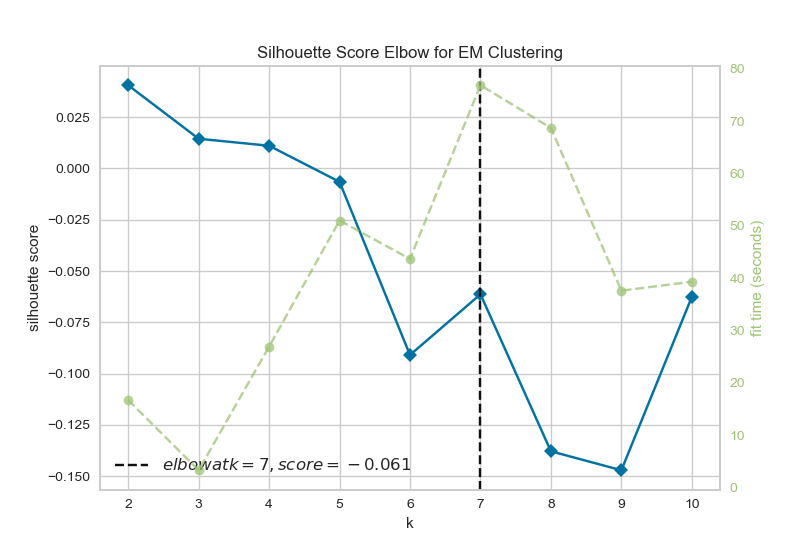 Silhouette Score Elbow for EM Clustering
silhouette score
0.025
0.000
−0.025
−0.050
−0.075
−0.100
−0.125
−0.150
80
70
60
50
40
30
20
10
0
fit time (seconds)
elbowatk = 7, score = −0.061
2 3 4 5 6 7 8 9 10
k